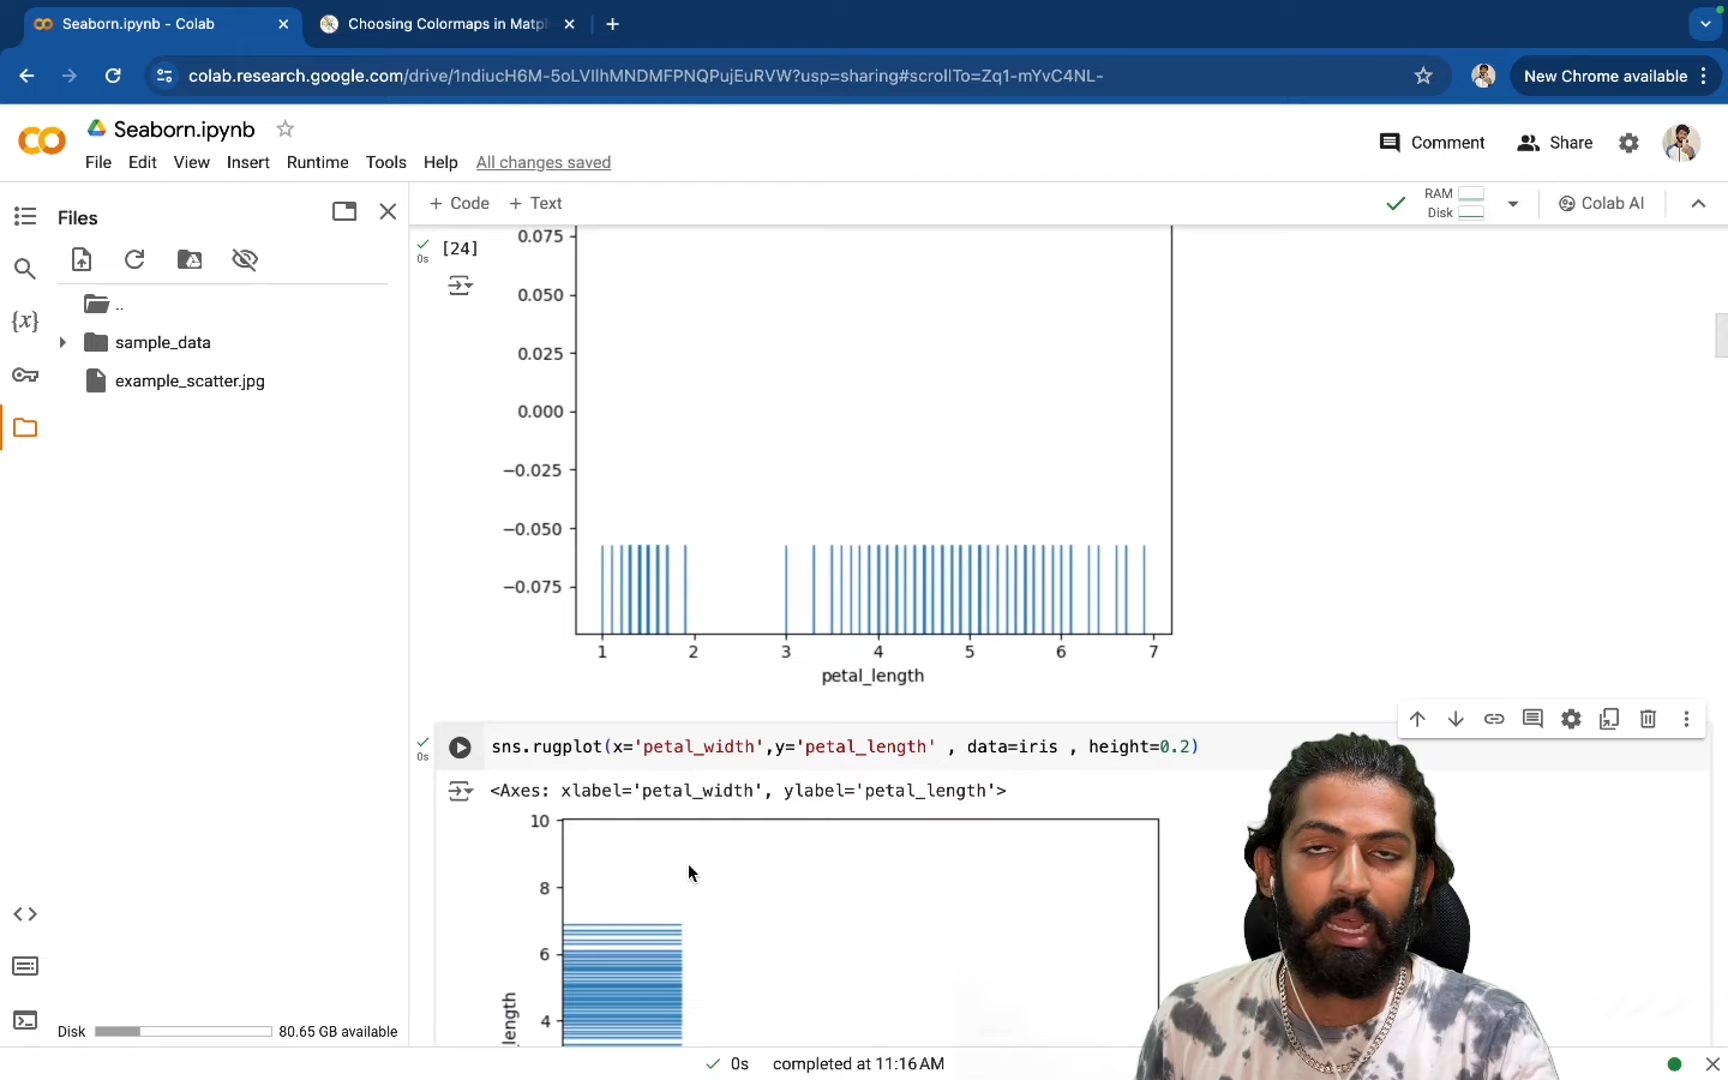 Seaborn.ipynb - Colab
Choosing Colormaps in Matpl
colab.research.google.com/drive/1ndiucH6M-5oLVIlhMNDMFPNQPujEuRVW?usp=sharing#scrollTo=Zq1-mYvC4NL-
New Chrome available
Seaborn.ipynb
File Edit View Insert Runtime Tools Help All changes saved
Comment
Share
Files
+ Code + Text
RAM
Disk
Colab AI
..
sample_data
example_scatter.jpg
{x}
0s
[24]
0.075
0.050
0.025
0.000
−0.025
−0.050
−0.075
1 2 3 4 5 6 7
petal_length
0s
sns.rugplot(x='petal_width',y='petal_length' , data=iris , height=0.2)
<Axes: xlabel='petal_width', ylabel='petal_length'>
10
8
6
4
length
Disk 80.65 GB available
0s completed at 11:16 AM